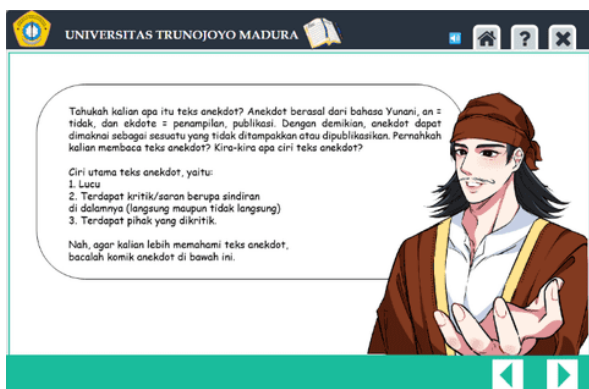 UNIVERSITAS TRUNOJOYO MADURA
?
Tahukah kalian apa itu teks anekdot? Anekdot berasal dari bahasa Yunani, an =
tidak, dan ekdote = penampilan, publikasi. Dengan demikian, anekdot dapat
dimaknai sebagai sesuatu yang tidak ditampakkan atau dipublikasikan. Pernahkah
kalian membaca teks anekdot? Kira-kira apa ciri teks anekdot?
Ciri utama teks anekdot, yaitu:
1. Lucu
2. Terdapat kritik/saran berupa sindiran
di dalamnya (langsung maupun tidak langsung)
3. Terdapat pihak yang dikritik.
Nah, agar kalian lebih memahami teks anekdot,
bacalah komik anekdot di bawah ini.